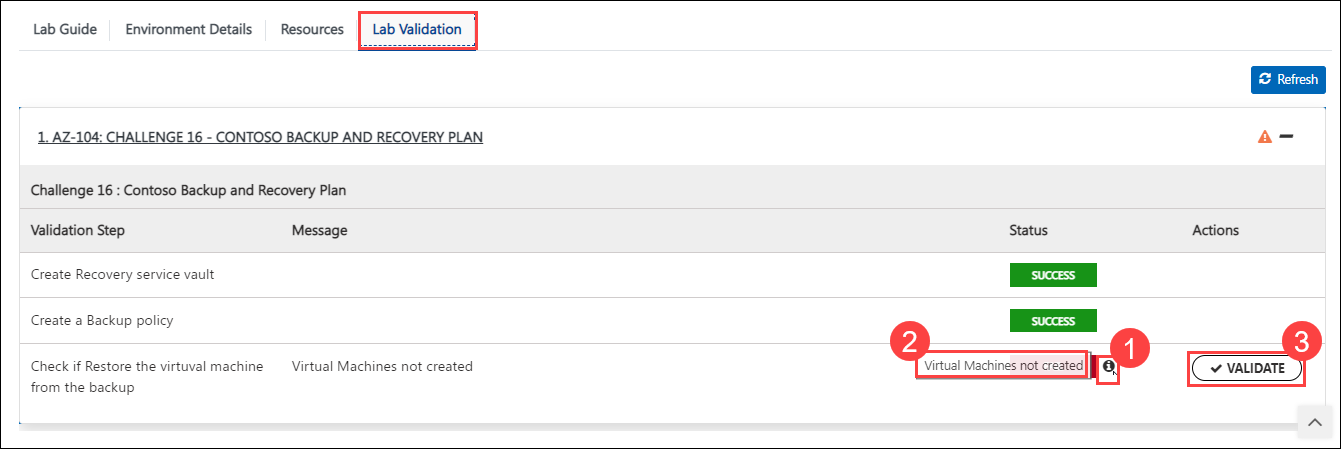 Lab Guide
Environment Details
Resources
Lab Validation
Refresh
1. AZ-104: CHALLENGE 16 - CONTOSO BACKUP AND RECOVERY PLAN
Challenge 16 : Contoso Backup and Recovery Plan
Validation Step
Message
Status
Actions
Create Recovery service vault
SUCCESS
Create a Backup policy
SUCCESS
Check if Restore the virtuval machine
from the backup
Virtual Machines not created
2
Virtual Machines not created
1
3
VALIDATE